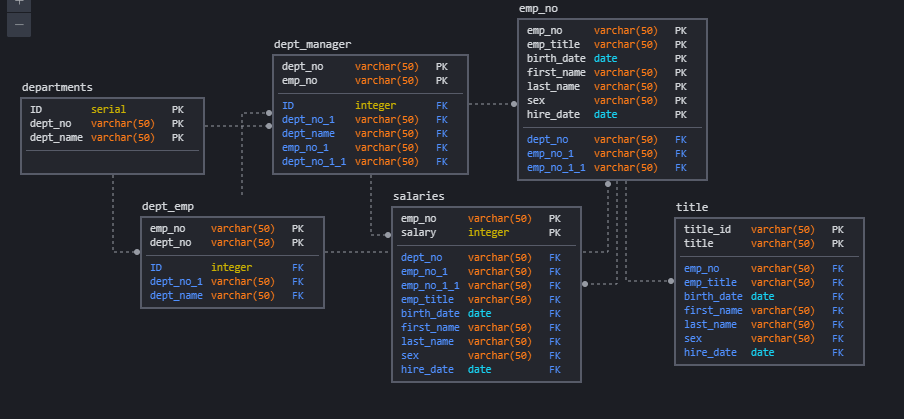 +
−
departments
ID serial PK
dept_no varchar(50) PK
dept_name varchar(50) PK
dept_manager
dept_no varchar(50) PK
emp_no varchar(50) PK
ID integer FK
dept_no_1 varchar(50) FK
dept_name varchar(50) FK
emp_no_1 varchar(50) FK
dept_no_1_1 varchar(50) FK
emp_no
emp_no varchar(50) PK
emp_title varchar(50) PK
birth_date date PK
first_name varchar(50) PK
last_name varchar(50) PK
sex varchar(50) PK
hire_date date PK
dept_no varchar(50) FK
emp_no_1 varchar(50) FK
emp_no_1_1 varchar(50) FK
dept_emp
emp_no varchar(50) PK
dept_no varchar(50) PK
ID integer FK
dept_no_1 varchar(50) FK
dept_name varchar(50) FK
salaries
emp_no varchar(50) PK
salary integer PK
dept_no varchar(50) FK
emp_no_1 varchar(50) FK
emp_no_1_1 varchar(50) FK
emp_title varchar(50) FK
birth_date date FK
first_name varchar(50) FK
last_name varchar(50) FK
sex varchar(50) FK
hire_date date FK
title
title_id varchar(50) PK
title varchar(50) PK
emp_no varchar(50) FK
emp_title varchar(50) FK
birth_date date FK
first_name varchar(50) FK
last_name varchar(50) FK
sex varchar(50) FK
hire_date date FK